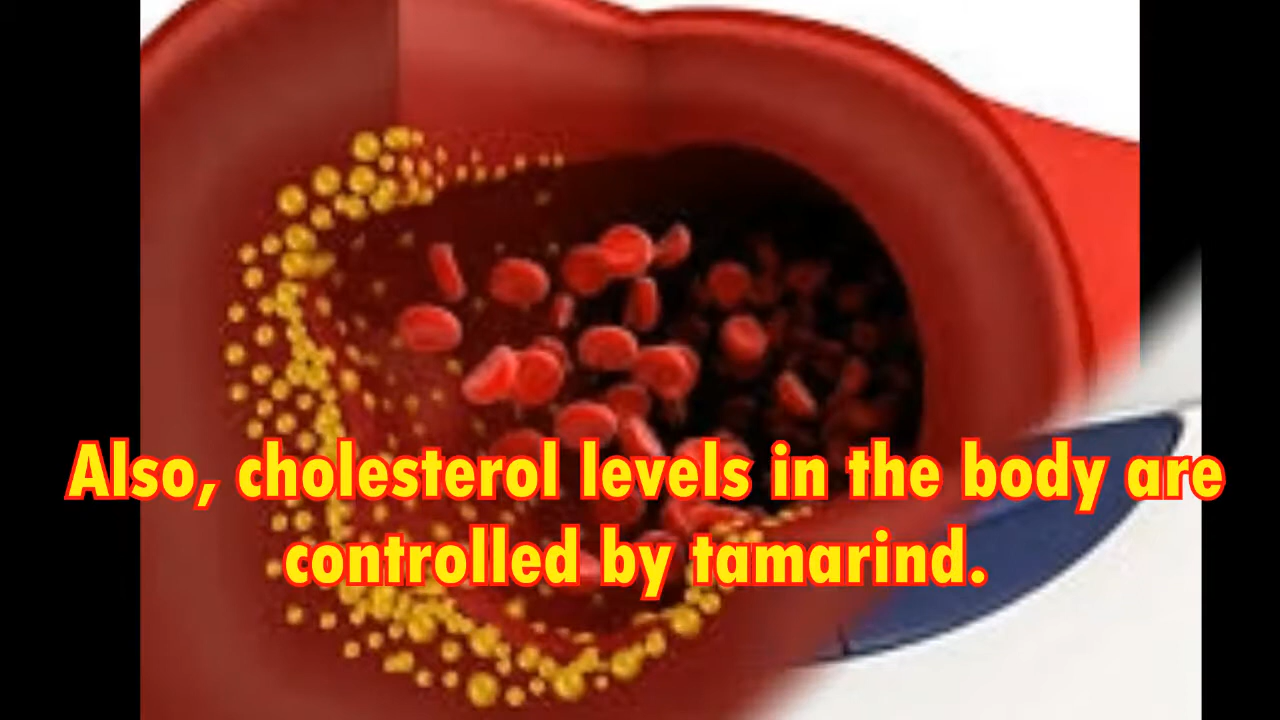 Also, cholesterol levels in the body are
controlled by tamarind.